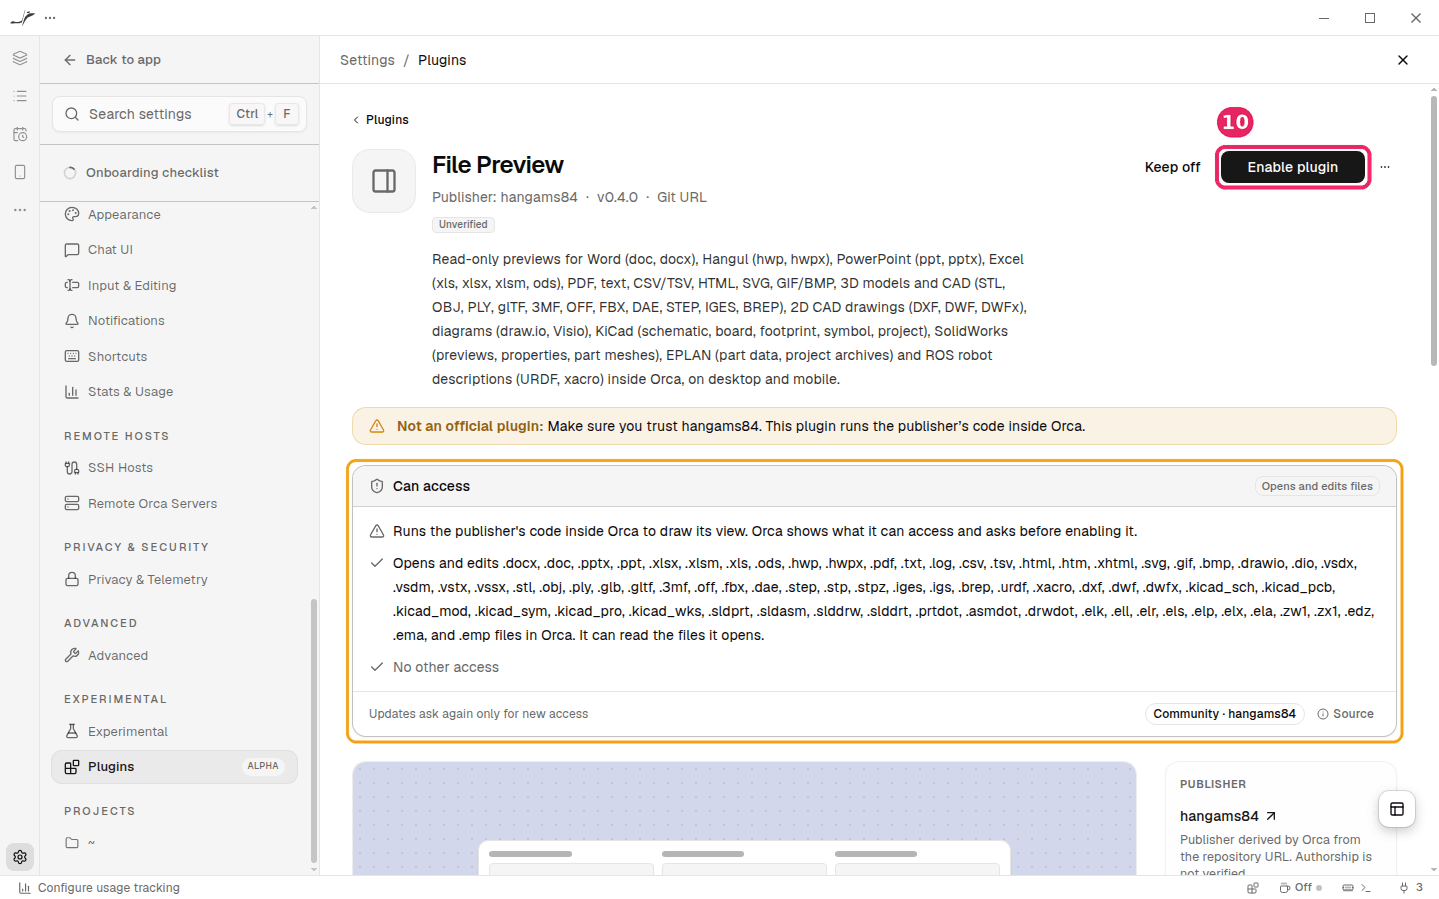 Back to app
Settings / Plugins
Search settings
Ctrl + F
Onboarding checklist
Appearance
Chat UI
Input & Editing
Notifications
Shortcuts
Stats & Usage
REMOTE HOSTS
SSH Hosts
Remote Orca Servers
PRIVACY & SECURITY
Privacy & Telemetry
ADVANCED
Advanced
EXPERIMENTAL
Experimental
Plugins ALPHA
PROJECTS
~
Plugins
10
File Preview
Keep off
Enable plugin
Publisher: hangams84 · v0.4.0 · Git URL
Unverified
Read-only previews for Word (doc, docx), Hangul (hwp, hwpx), PowerPoint (ppt, pptx), Excel
(xls, xlsx, xlsm, ods), PDF, text, CSV/TSV, HTML, SVG, GIF/BMP, 3D models and CAD (STL,
OBJ, PLY, glTF, 3MF, OFF, FBX, DAE, STEP, IGES, BREP), 2D CAD drawings (DXF, DWF, DWFx),
diagrams (draw.io, Visio), KiCad (schematic, board, footprint, symbol, project), SolidWorks
(previews, properties, part meshes), EPLAN (part data, project archives) and ROS robot
descriptions (URDF, xacro) inside Orca, on desktop and mobile.
Not an official plugin: Make sure you trust hangams84. This plugin runs the publisher's code inside Orca.
Can access
Opens and edits files
Runs the publisher's code inside Orca to draw its view. Orca shows what it can access and asks before enabling it.
Opens and edits .docx, .doc, .pptx, .ppt, .xlsx, .xlsm, .xls, .ods, .hwp, .hwpx, .pdf, .txt, .log, .csv, .tsv, .html, .htm, .xhtml, .svg, .gif, .bmp, .drawio, .dio, .vsdx,
.vsdm, .vstx, .vssx, .stl, .obj, .ply, .glb, .gltf, .3mf, .off, .fbx, .dae, .step, .stp, .stpz, .iges, .igs, .brep, .urdf, .xacro, .dxf, .dwf, .dwfx, .kicad_sch, .kicad_pcb,
.kicad_mod, .kicad_sym, .kicad_pro, .kicad_wks, .sldprt, .sldasm, .slddrw, .slddrt, .prtdot, .asmdot, .drwdot, .elk, .ell, .elr, .els, .elp, .elx, .ela, .zw1, .zx1, .edz,
.ema, and .emp files in Orca. It can read the files it opens.
No other access
Updates ask again only for new access
Community · hangams84
Source
PUBLISHER
hangams84
Publisher derived by Orca from
the repository URL. Authorship is
not verified.
Configure usage tracking
Off
3